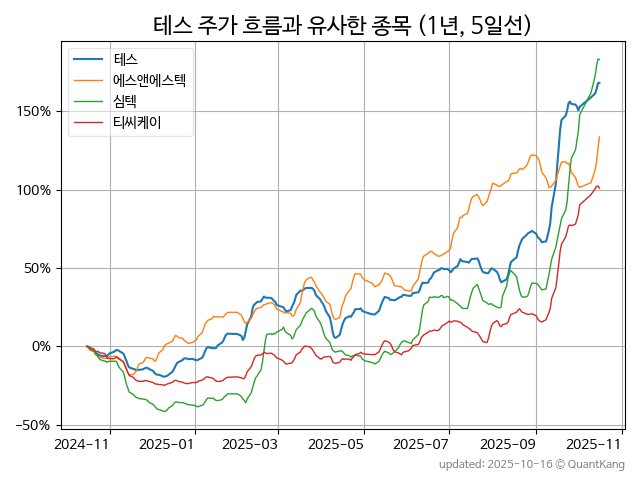 테스 주가 흐름과 유사한 종목 (1년, 5일선)
테스
에스앤에스텍
심텍
티씨케이
150%
100%
50%
0%
−50%
2024-11 2025-01 2025-03 2025-05 2025-07 2025-09 2025-11
updated: 2025-10-16 © QuantKang